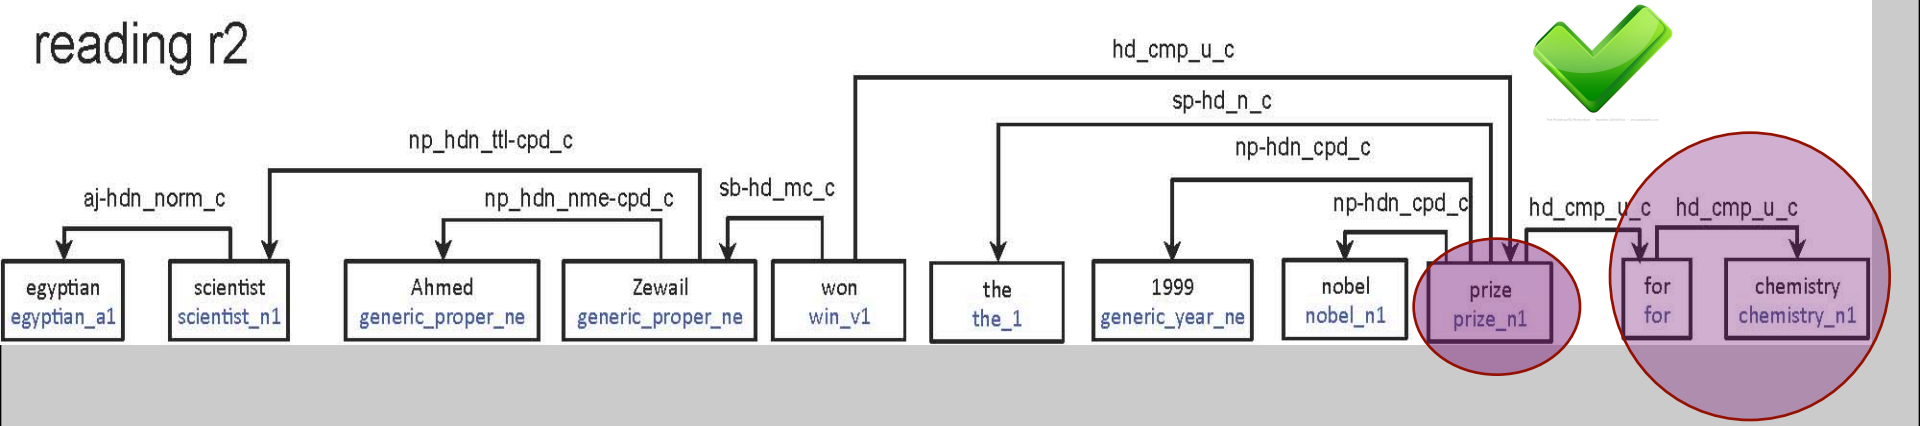 reading r2
hd_cmp_u_c
sp-hd_n_c
np_hdn_ttl-cpd_c
np-hdn_cpd_c
aj-hdn_norm_c
np_hdn_nme-cpd_c
sb-hd_mc_c
np-hdn_cpd_c
hd_cmp_u_c
hd_cmp_u_c
egyptian
egyptian_a1
scientist
scientist_n1
Ahmed
generic_proper_ne
Zewail
generic_proper_ne
won
win_v1
the
the_1
1999
generic_year_ne
nobel
nobel_n1
prize
prize_n1
for
for
chemistry
chemistry_n1